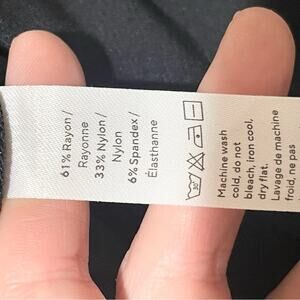 61% Rayon /
Rayonne
33% Nylon /
Nylon
6% Spandex /
Élasthanne
Machine wash
cold, do not
bleach, iron cool,
dry flat.
Lavage de machine
froid, ne pas